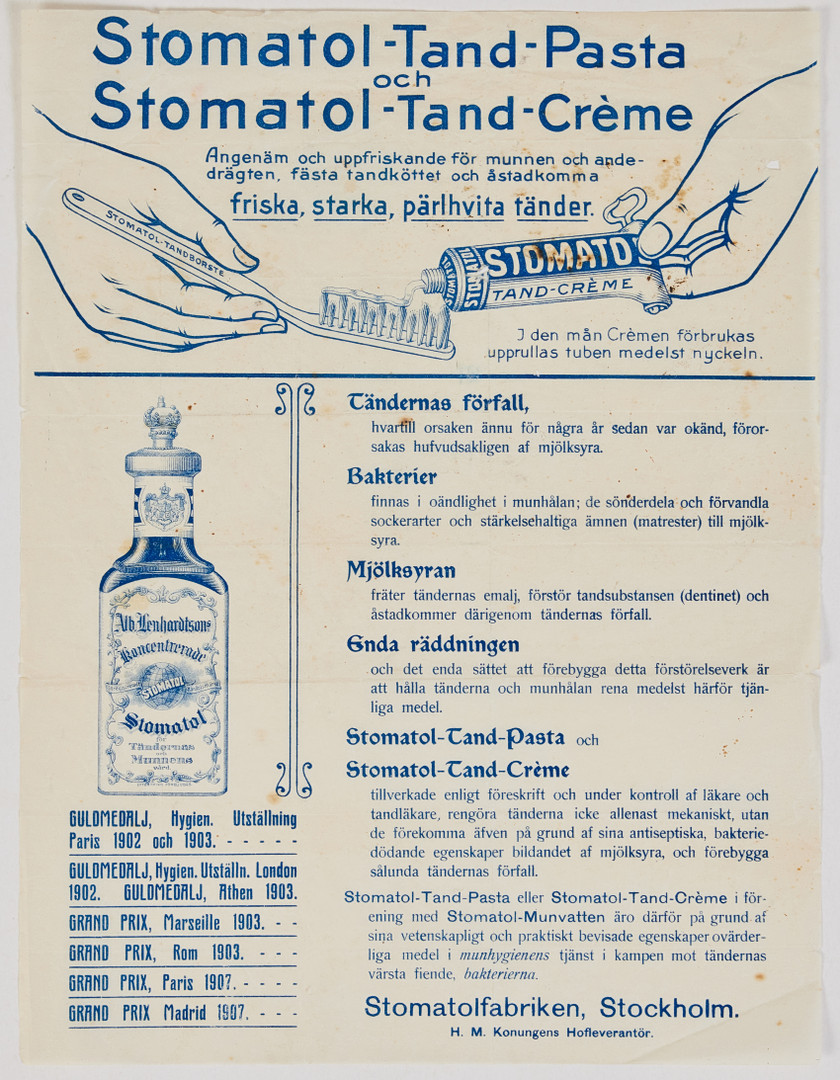 Stomatol-Tand-Pasta
och
Stomatol-Tand-Crème
Angenäm och uppfriskande för munnen och ande-
drägten, fästa tandköttet och åstadkomma
friska, starka, pärlhvita tänder.
STOMATOL-TANDBORSTE
STOMATOL
STOMATOL
STOMATOL
TAND-CRÈME
I den mån Crèmen förbrukas
upprullas tuben medelst nyckeln.
Alb. Lenhardtsons
Koncentrerade
STOMATOL
Stomatol
för
Tändernas
och
Munnens
vård.
GULDMEDALJ, Hygien. Utställning
Paris 1902 och 1903. - - - - -
GULDMEDALJ, Hygien. Utställn. London
1902. GULDMEDALJ, Athen 1903.
GRAND PRIX, Marseille 1903. - -
GRAND PRIX, Rom 1903. - - -
GRAND PRIX, Paris 1907. - - - -
GRAND PRIX Madrid 1907. - - -
Tändernas förfall,
hvartill orsaken ännu för några år sedan var okänd, föror-
sakas hufvudsakligen af mjölksyra.
Bakterier
finnas i oändlighet i munhålan; de sönderdela och förvandla
sockerarter och stärkelsehaltiga ämnen (matrester) till mjölk-
syra.
Mjölksyran
fräter tändernas emalj, förstör tandsubstansen (dentinet) och
åstadkommer därigenom tändernas förfall.
Enda räddningen
och det enda sättet att förebygga detta förstörelseverk är
att hålla tänderna och munhålan rena medelst härför tjän-
liga medel.
Stomatol-Tand-Pasta och
Stomatol-Tand-Crème
tillverkade enligt föreskrift och under kontroll af läkare och
tandläkare, rengöra tänderna icke allenast mekaniskt, utan
de förekomma äfven på grund af sina antiseptiska, bakterie-
dödande egenskaper bildandet af mjölksyra, och förebygga
sålunda tändernas förfall.
Stomatol-Tand-Pasta eller Stomatol-Tand-Crème i för-
ening med Stomatol-Munvatten äro därför på grund af
sina vetenskapligt och praktiskt bevisade egenskaper ovärder-
liga medel i munhygienens tjänst i kampen mot tändernas
värsta fiende, bakterierna.
Stomatolfabriken, Stockholm.
H. M. Konungens Hofleverantör.